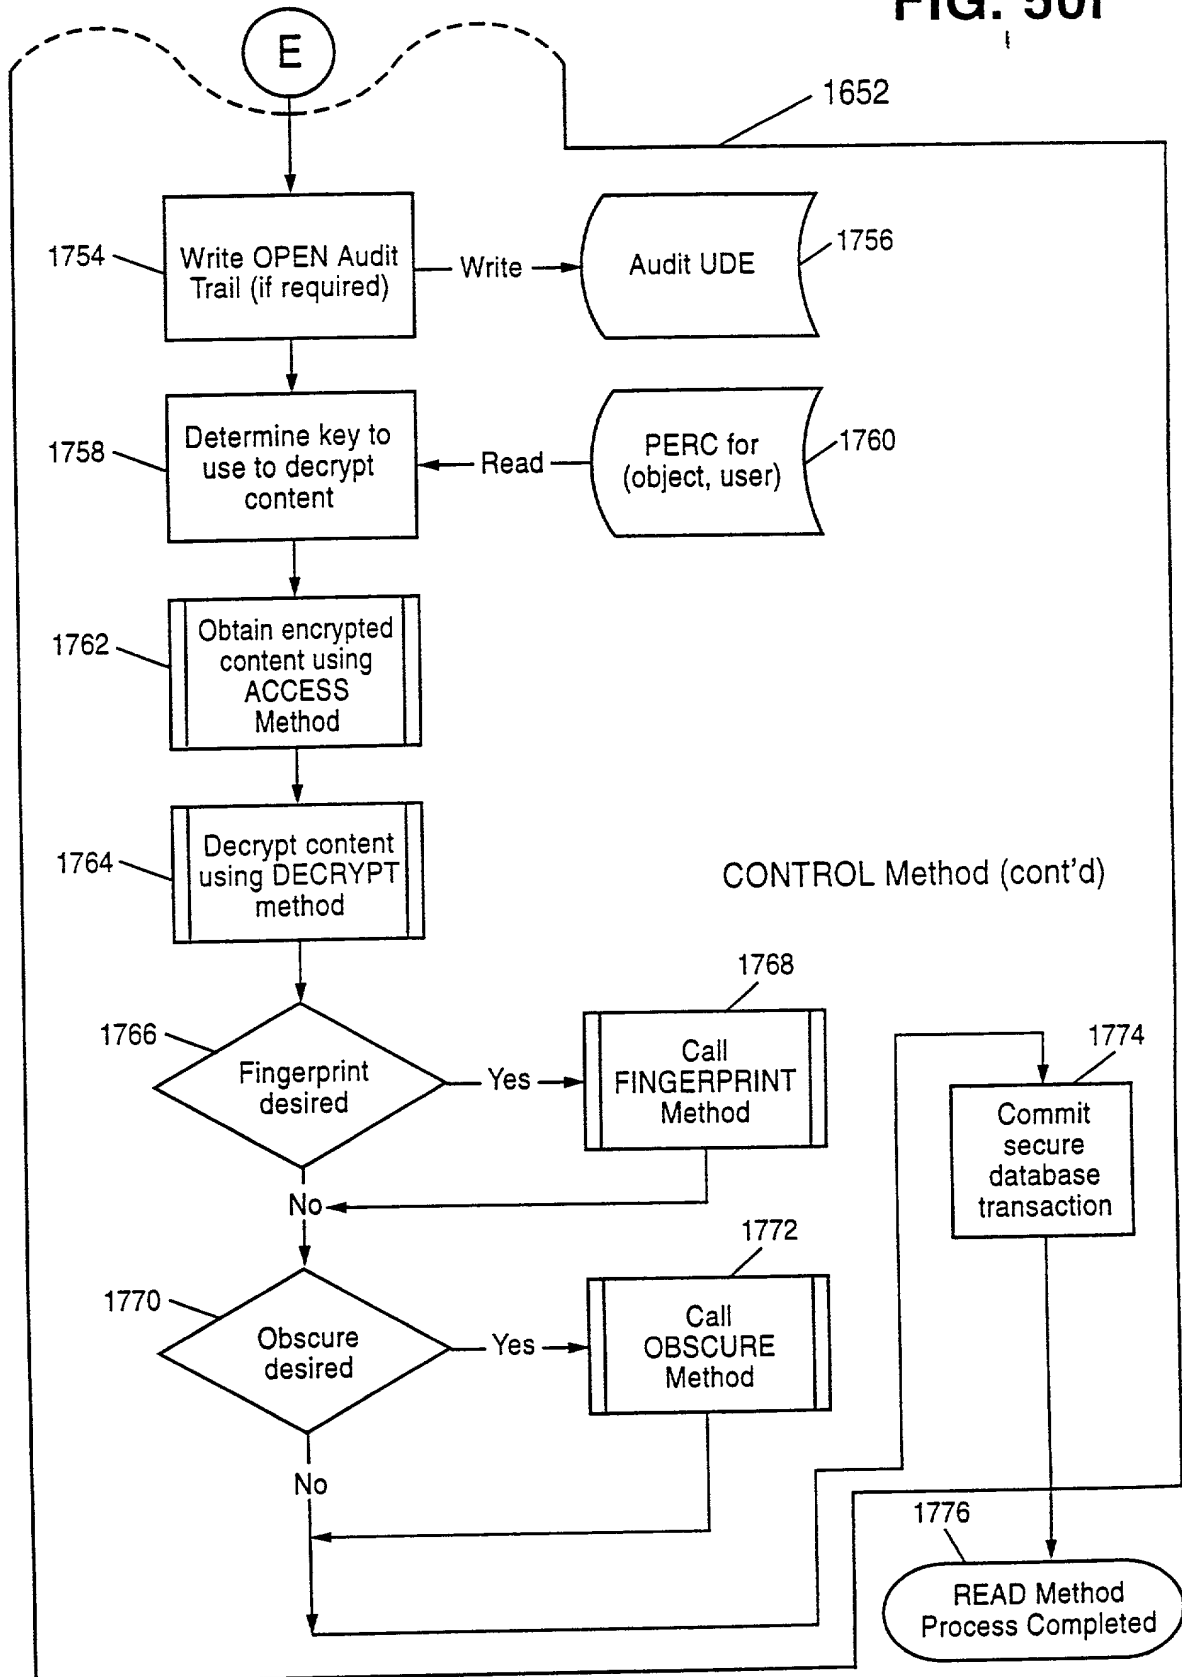 FIG. 50f
E
1652
1754
Write OPEN Audit
Trail (if required)
Write
Audit UDE
1756
1758
Determine key to
use to decrypt
content
Read
PERC for
(object, user)
1760
1762
Obtain encrypted
content using
ACCESS
Method
1764
Decrypt content
using DECRYPT
method
CONTROL Method (cont'd)
1766
Fingerprint
desired
Yes
1768
Call
FINGERPRINT
Method
1774
Commit
secure
database
transaction
No
1770
Obscure
desired
Yes
1772
Call
OBSCURE
Method
No
1776
READ Method
Process Completed